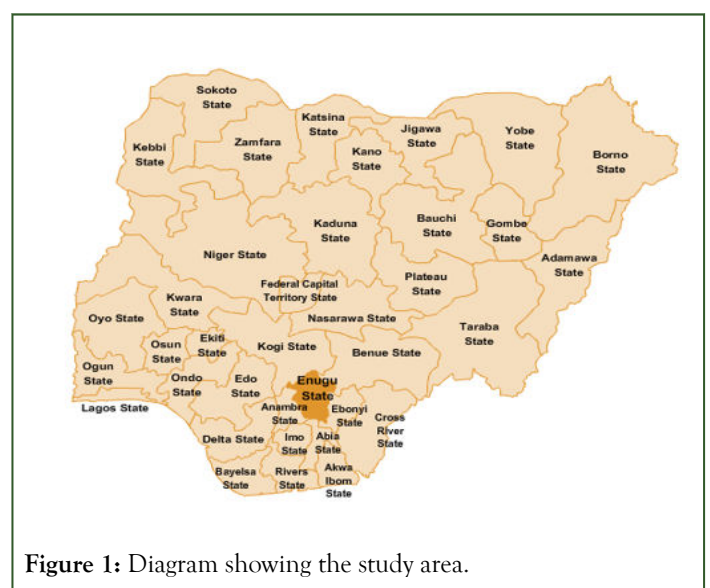 Sokoto
State
Katsina
State
Jigawa
State
Yobe
State
Kebbi
State
Zamfara
State
Kano
State
Borno
State
Kaduna
State
Bauchi
State
Gombe
State
Niger State
Adamawa
State
Federal Capital
Territory State
Plateau
State
Kwara
State
Oyo State
Nasarawa State
Taraba
State
Osun
State
Ekiti
State
Kogi State
Benue State
Ogun
State
Ondo
State
Edo
State
Enugu
State
Lagos State
Anambra
State
Ebonyi
State
Cross
River
State
Delta State
Imo
State
Abia
State
Bayelsa
State
Rivers
State
Akwa
Ibom
State
Figure 1: Diagram showing the study area.